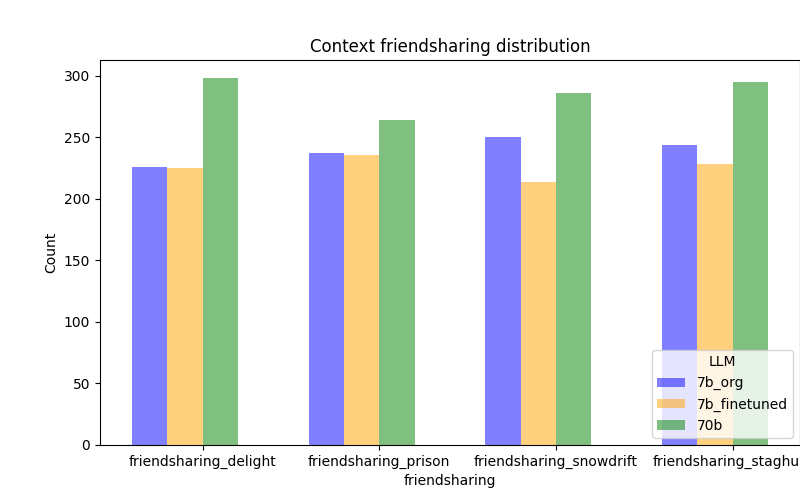 Context friendsharing distribution
Count
300
250
200
150
100
50
0
LLM
7b_org
7b_finetuned
70b
friendsharing_delight friendsharing_prison friendsharing_snowdrift friendsharing_staghu
friendsharing